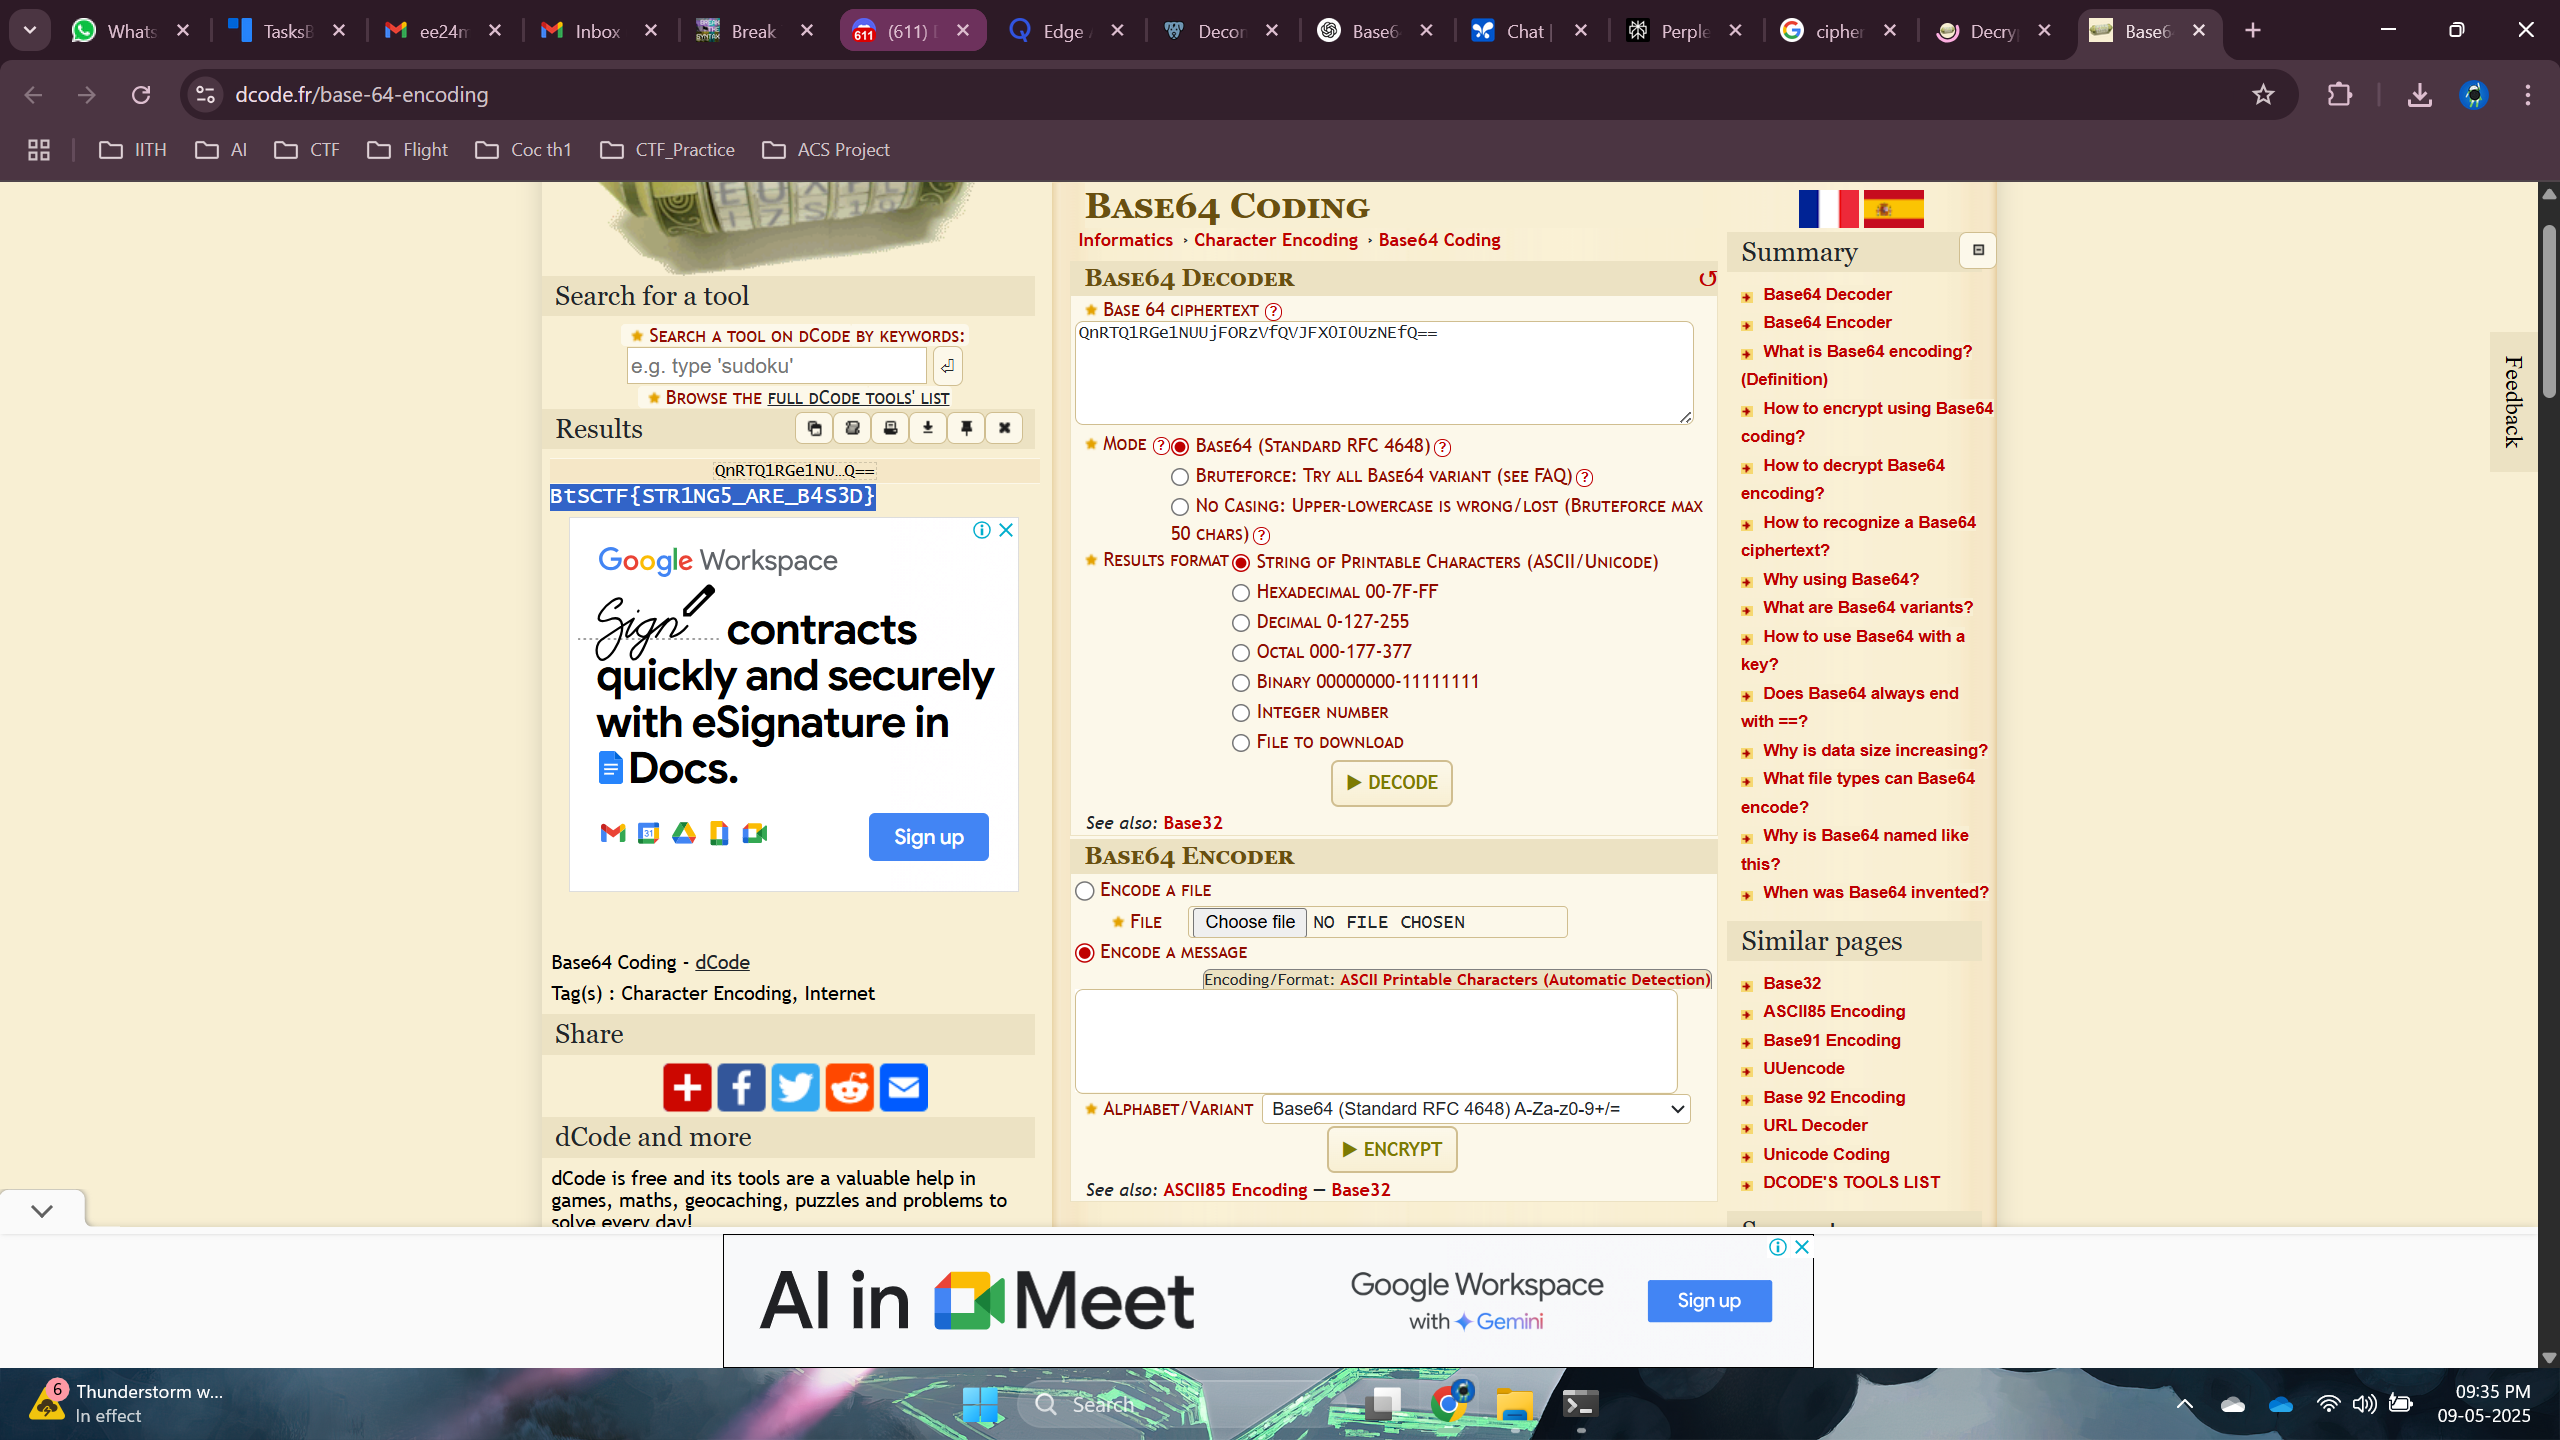 Whats
TasksB
ee24m
Inbox
Break
(611)
Edge
Decom
Base6
Chat |
Perple
cipher
Decry
Base6
dcode.fr/base-64-encoding
IITH
AI
CTF
Flight
Coc th1
CTF_Practice
ACS Project
Search for a tool
Search a tool on dCode by keywords:
e.g. type 'sudoku'
Browse the full dCode tools' list
Results
QnRTQ1RGe1NU…Q==
BtSCTF{STR1NG5_ARE_B4S3D}
Google Workspace
Sign contracts
quickly and securely
with eSignature in
Docs.
Sign up
Base64 Coding - dCode
Tag(s) : Character Encoding, Internet
Share
dCode and more
dCode is free and its tools are a valuable help in
games, maths, geocaching, puzzles and problems to
solve every day!
Base64 Coding
Informatics › Character Encoding › Base64 Coding
Base64 Decoder
Base 64 ciphertext ?
QnRTQ1RGe1NUUjFORzVfQVJFX0I0UzNEfQ==
Mode ? Base64 (Standard RFC 4648) ?
Bruteforce: Try all Base64 variant (see FAQ) ?
No Casing: Upper-lowercase is wrong/lost (Bruteforce max
50 chars) ?
Results format String of Printable Characters (ASCII/Unicode)
Hexadecimal 00-7F-FF
Decimal 0-127-255
Octal 000-177-377
Binary 00000000-11111111
Integer number
File to download
► DECODE
See also: Base32
Base64 Encoder
Encode a file
File Choose file NO FILE CHOSEN
Encode a message
Encoding/Format: ASCII Printable Characters (Automatic Detection)
Alphabet/Variant Base64 (Standard RFC 4648) A-Za-z0-9+/=
► ENCRYPT
See also: ASCII85 Encoding — Base32
Summary
Base64 Decoder
Base64 Encoder
What is Base64 encoding?
(Definition)
How to encrypt using Base64
coding?
How to decrypt Base64
encoding?
How to recognize a Base64
ciphertext?
Why using Base64?
What are Base64 variants?
How to use Base64 with a
key?
Does Base64 always end
with ==?
Why is data size increasing?
What file types can Base64
encode?
Why is Base64 named like
this?
When was Base64 invented?
Similar pages
Base32
ASCII85 Encoding
Base91 Encoding
UUencode
Base 92 Encoding
URL Decoder
Unicode Coding
DCODE'S TOOLS LIST
Feedback
AI in Meet
Google Workspace
with Gemini
Sign up
6
Thunderstorm w...
In effect
Search
09:35 PM
09-05-2025